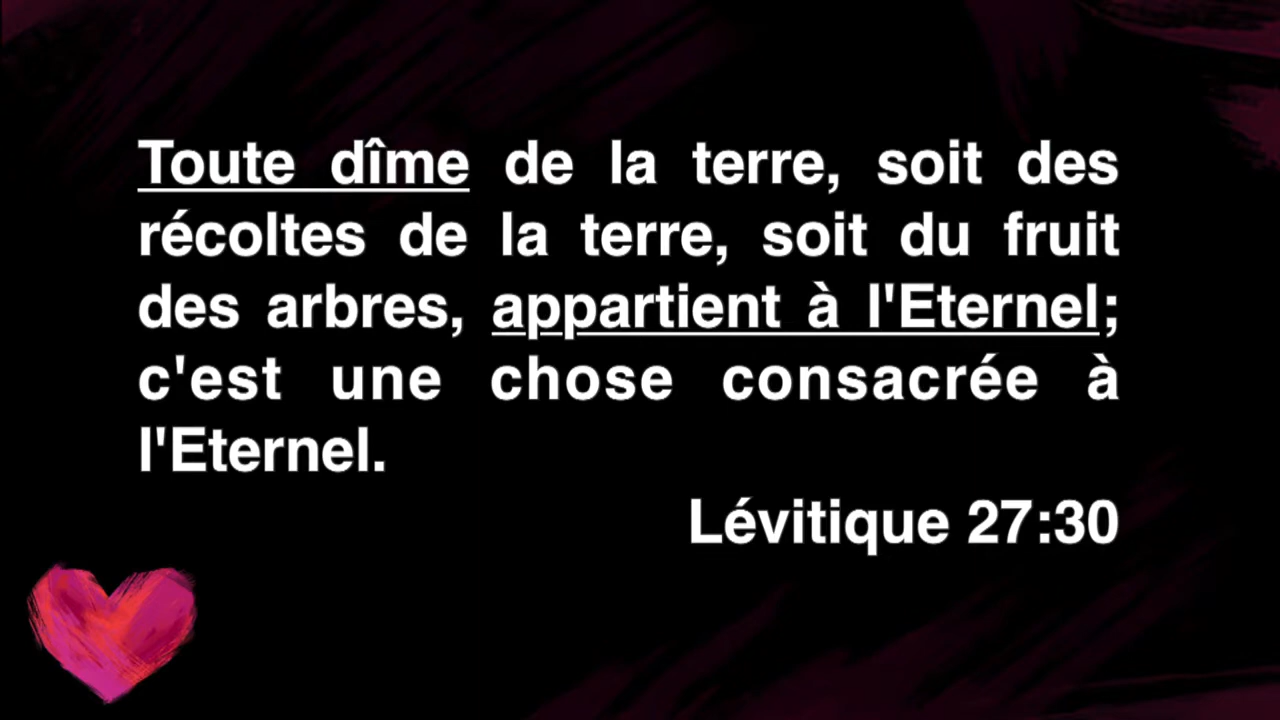 Toute dîme de la terre, soit des
récoltes de la terre, soit du fruit
des arbres, appartient à l'Eternel;
c'est une chose consacrée à
l'Eternel.
Lévitique 27:30